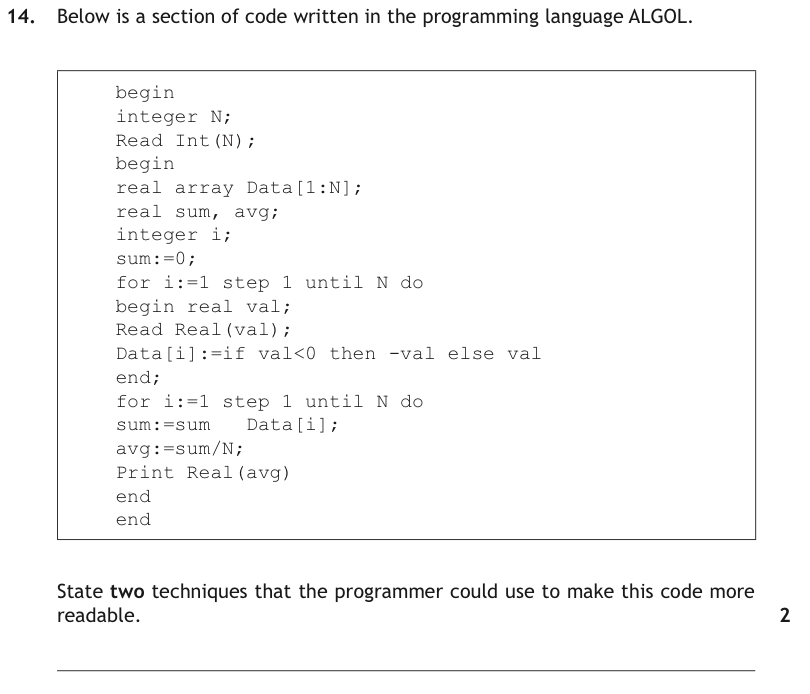 14. Below is a section of code written in the programming language ALGOL.
begin
integer N;
Read Int(N);
begin
real array Data[1:N];
real sum, avg;
integer i;
sum:=0;
for i:=1 step 1 until N do
begin real val;
Read Real(val);
Data[i]:=if val<0 then -val else val
end;
for i:=1 step 1 until N do
sum:=sum   Data[i];
avg:=sum/N;
Print Real(avg)
end
end
State two techniques that the programmer could use to make this code more
readable. 2